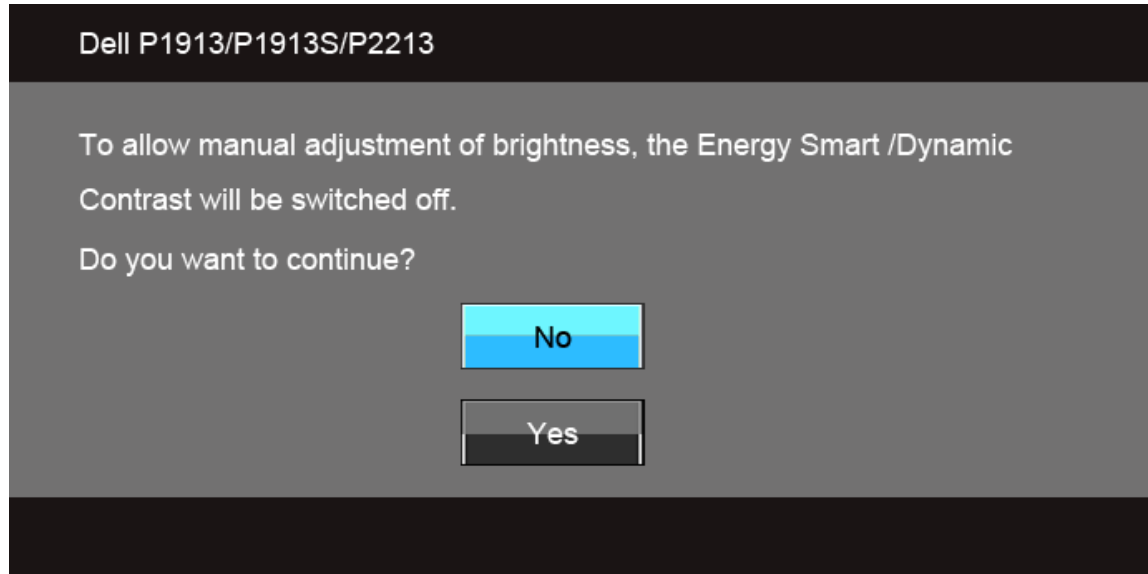 Dell P1913/P1913S/P2213
To allow manual adjustment of brightness, the Energy Smart /Dynamic
Contrast will be switched off.
Do you want to continue?
No
Yes